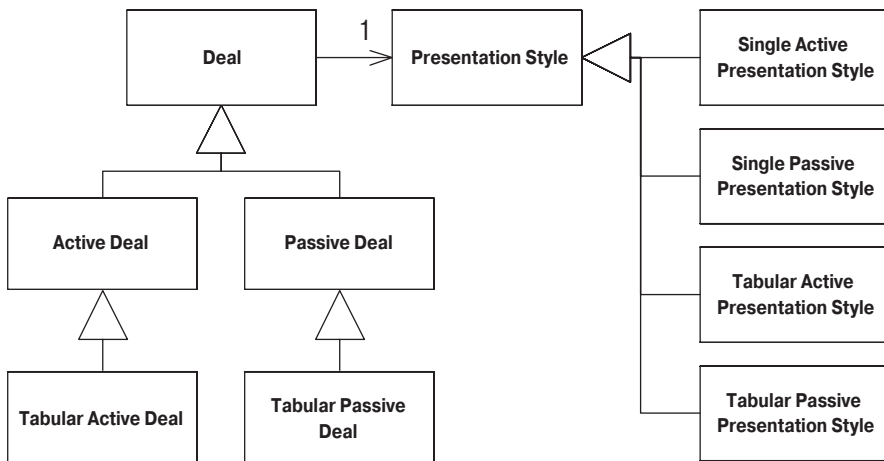 Deal
1
Presentation Style
Single Active
Presentation Style
Single Passive
Presentation Style
Active Deal
Passive Deal
Tabular Active
Presentation Style
Tabular Active Deal
Tabular Passive
Deal
Tabular Passive
Presentation Style